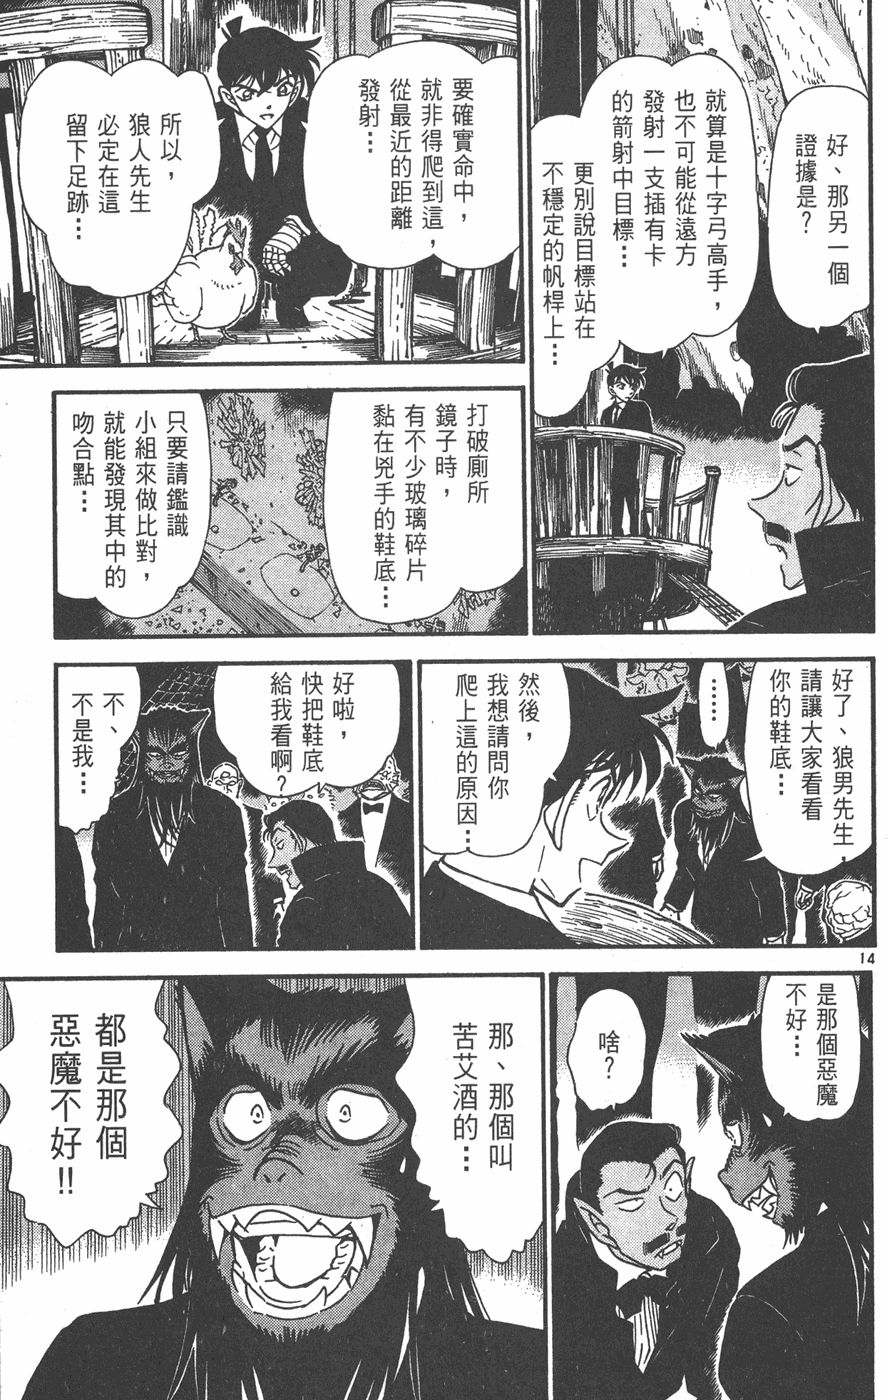 好、那另一個
證據是？
就算是十字弓高手，
也不可能從遠方
發射一支插有卡
的箭射中目標…
更別說目標站在
不穩定的帆桿上…
要確實命中，
就非得爬到這，
從最近的距離
發射…
所以，
狼人先生
必定在這
留下足跡…
打破廁所
鏡子時，
有不少玻璃碎片
黏在兇手的鞋底…
只要請鑑識
小組來做比對，
就能發現其中的
吻合點…
好了、狼男先生，
請讓大家看看
你的鞋底…
……
然後，
我想請問你
爬上這的原因…
好啦，
快把鞋底
給我看啊？
不、
不是我…
14
是那個惡魔
不好…
啥？
那、那個叫
苦艾酒的…
都是那個
惡魔不好!!